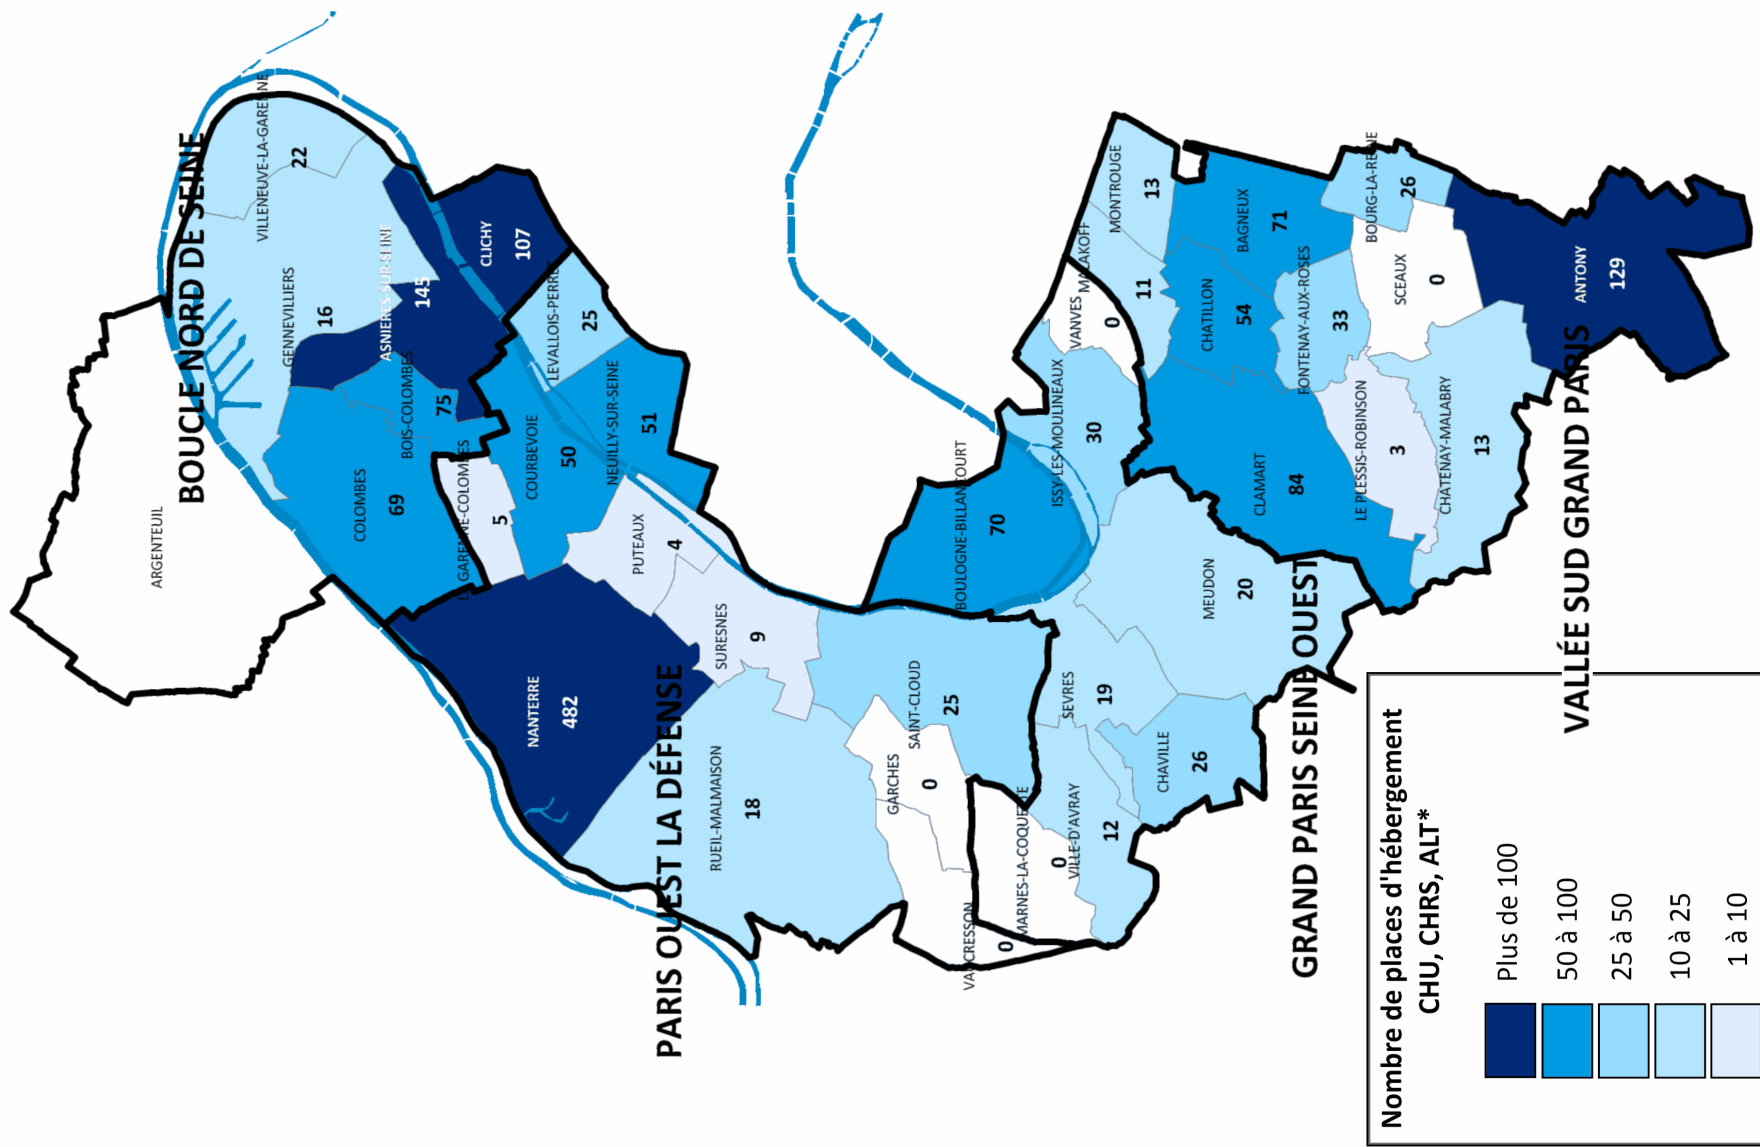 ARGENTEUIL
BOUCLE NORD DE SEINE
VILLENEUVE-LA-GARENNE
22
GENNEVILLIERS
16
ASNIERES-SUR-SEINE
145
CLICHY
107
BOIS-COLOMBES
75
COLOMBES
69
LA GARENNE-COLOMBES
5
COURBEVOIE
50
LEVALLOIS-PERRET
25
NEUILLY-SUR-SEINE
51
PUTEAUX
4
NANTERRE
482
SURESNES
9
PARIS OUEST LA DÉFENSE
RUEIL-MALMAISON
18
SAINT-CLOUD
25
GARCHES
0
VAUCRESSON
0
MARNES-LA-COQUETTE
0
VILLE-D'AVRAY
12
SEVRES
19
CHAVILLE
26
MEUDON
20
BOULOGNE-BILLANCOURT
70
ISSY-LES-MOULINEAUX
30
VANVES
0
GRAND PARIS SEINE OUEST
MALAKOFF
11
MONTROUGE
13
CHATILLON
54
BAGNEUX
71
CLAMART
84
FONTENAY-AUX-ROSES
33
BOURG-LA-REINE
26
SCEAUX
0
LE PLESSIS-ROBINSON
3
CHATENAY-MALABRY
13
ANTONY
129
VALLÉE SUD GRAND PARIS
Nombre de places d'hébergement
CHU, CHRS, ALT*
Plus de 100
50 à 100
25 à 50
10 à 25
1 à 10